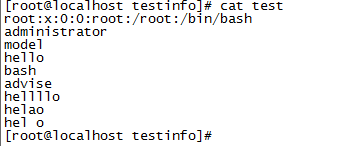 [root@localhost testinfo]# cat test
root:x:0:0:root:/root:/bin/bash
administrator
model
hello
bash
advise
hellllo
helao
hel o
[root@localhost testinfo]#